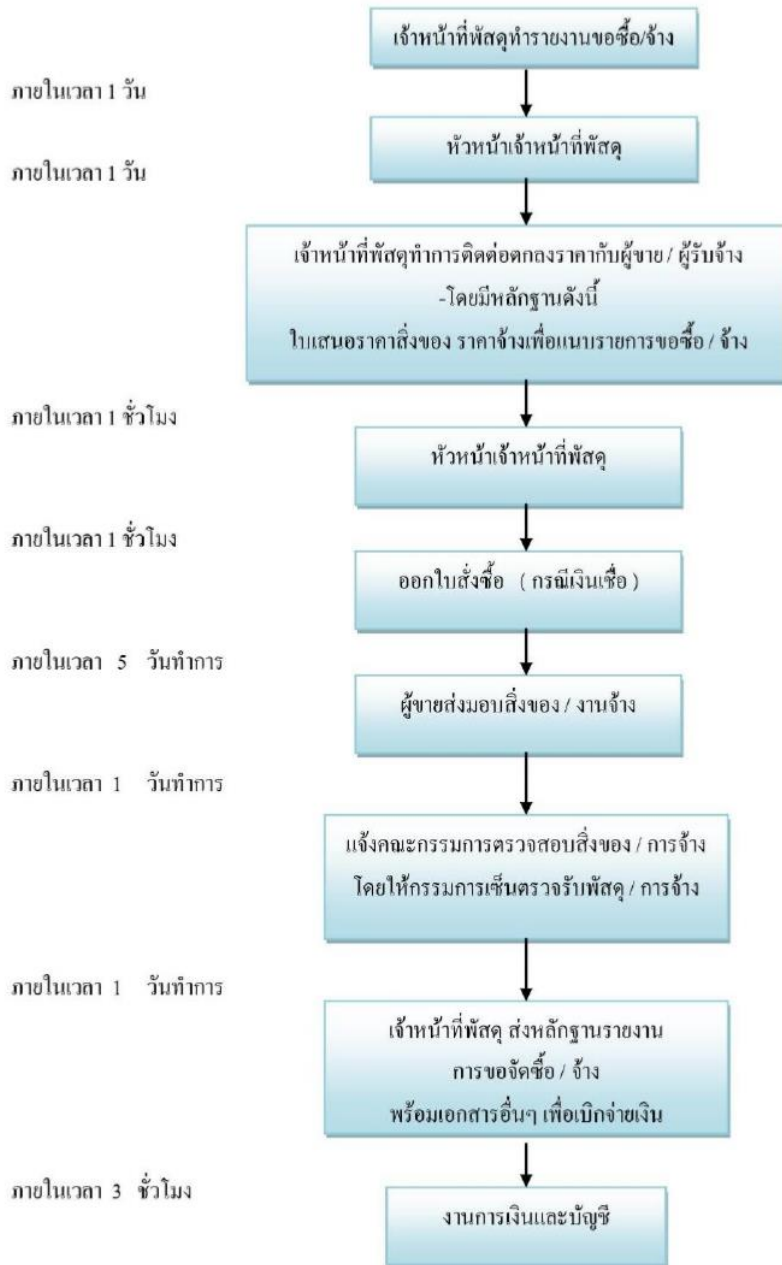 เจ้าหน้าที่พัสดุทำรายงานขอซื้อ/จ้าง
ภายในเวลา 1 วัน
หัวหน้าเจ้าหน้าที่พัสดุ
ภายในเวลา 1 วัน
เจ้าหน้าที่พัสดุทำการติดต่อตกลงราคากับผู้ขาย / ผู้รับจ้าง
-โดยมีหลักฐานดังนี้
ใบเสนอราคาสิ่งของ ราคาจ้างเพื่อแนบรายการขอซื้อ / จ้าง
ภายในเวลา 1 ชั่วโมง
หัวหน้าเจ้าหน้าที่พัสดุ
ภายในเวลา 1 ชั่วโมง
ออกใบสั่งซื้อ ( กรณีเงินเชื่อ )
ภายในเวลา 5 วันทำการ
ผู้ขายส่งมอบสิ่งของ / งานจ้าง
ภายในเวลา 1 วันทำการ
แจ้งคณะกรรมการตรวจสอบสิ่งของ / การจ้าง
โดยให้กรรมการเซ็นตรวจรับพัสดุ / การจ้าง
ภายในเวลา 1 วันทำการ
เจ้าหน้าที่พัสดุ ส่งหลักฐานรายงาน
การขอจัดซื้อ / จ้าง
พร้อมเอกสารอื่นๆ เพื่อเบิกจ่ายเงิน
ภายในเวลา 3 ชั่วโมง
งานการเงินและบัญชี